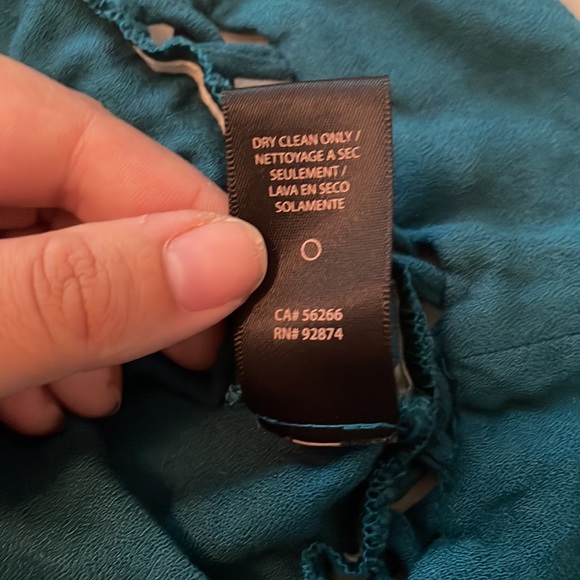 DRY CLEAN ONLY /
NETTOYAGE A SEC
SEULEMENT /
LAVA EN SECO
SOLAMENTE
CA# 56266
RN# 92874